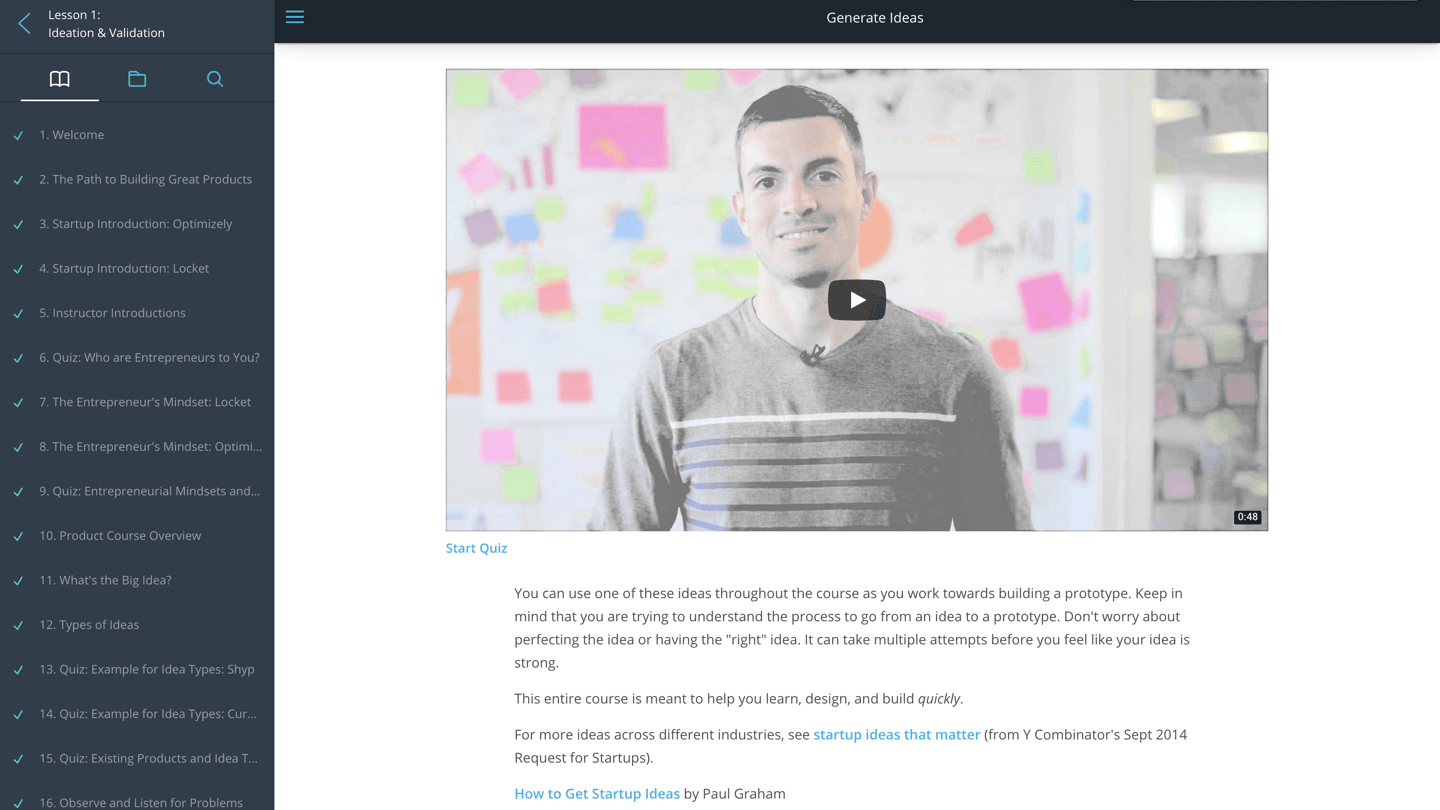 Lesson 1:
Ideation & Validation
Generate Ideas
1. Welcome
2. The Path to Building Great Products
3. Startup Introduction: Optimizely
4. Startup Introduction: Locket
5. Instructor Introductions
6. Quiz: Who are Entrepreneurs to You?
7. The Entrepreneur's Mindset: Locket
8. The Entrepreneur's Mindset: Optimi...
9. Quiz: Entrepreneurial Mindsets and...
10. Product Course Overview
11. What's the Big Idea?
12. Types of Ideas
13. Quiz: Example for Idea Types: Shyp
14. Quiz: Example for Idea Types: Cur...
15. Quiz: Existing Products and Idea T...
16. Observe and Listen for Problems
0:48
Start Quiz
You can use one of these ideas throughout the course as you work towards building a prototype. Keep in
mind that you are trying to understand the process to go from an idea to a prototype. Don't worry about
perfecting the idea or having the "right" idea. It can take multiple attempts before you feel like your idea is
strong.
This entire course is meant to help you learn, design, and build quickly.
For more ideas across different industries, see startup ideas that matter (from Y Combinator's Sept 2014
Request for Startups).
How to Get Startup Ideas by Paul Graham